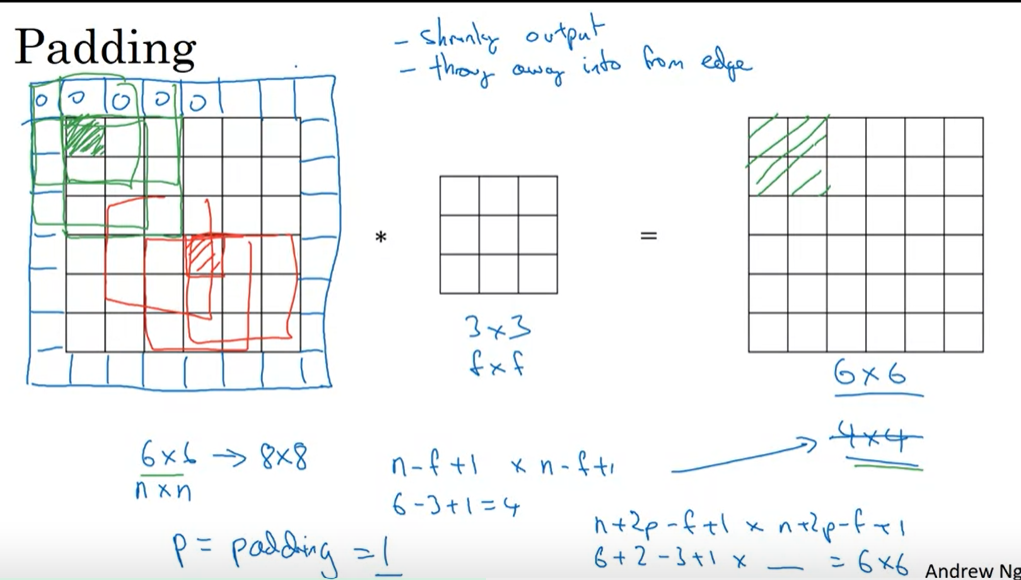 Padding
- shrinky output
- throw away info from edge
0 0 0 0 0
*
=
3×3
f×f
6×6
4×4
6×6 → 8×8
n×n
n-f+1 × n-f+1
6-3+1=4
p = padding = 1
n+2p-f+1 × n+2p-f+1
6+2-3+1 × __ = 6×6
Andrew Ng